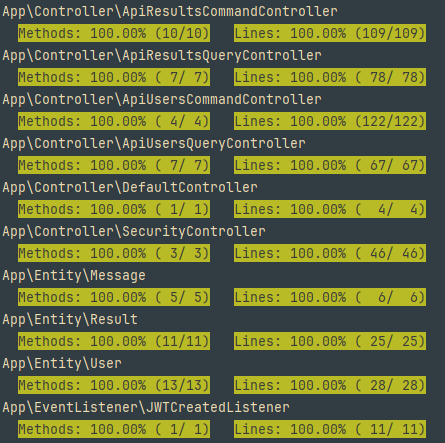 App\Controller\ApiResultsCommandController
Methods: 100.00% (10/10)   Lines: 100.00% (109/109)
App\Controller\ApiResultsQueryController
Methods: 100.00% ( 7/ 7)   Lines: 100.00% ( 78/ 78)
App\Controller\ApiUsersCommandController
Methods: 100.00% ( 4/ 4)   Lines: 100.00% (122/122)
App\Controller\ApiUsersQueryController
Methods: 100.00% ( 7/ 7)   Lines: 100.00% ( 67/ 67)
App\Controller\DefaultController
Methods: 100.00% ( 1/ 1)   Lines: 100.00% (  4/  4)
App\Controller\SecurityController
Methods: 100.00% ( 3/ 3)   Lines: 100.00% ( 46/ 46)
App\Entity\Message
Methods: 100.00% ( 5/ 5)   Lines: 100.00% (  6/  6)
App\Entity\Result
Methods: 100.00% (11/11)   Lines: 100.00% ( 25/ 25)
App\Entity\User
Methods: 100.00% (13/13)   Lines: 100.00% ( 28/ 28)
App\EventListener\JWTCreatedListener
Methods: 100.00% ( 1/ 1)   Lines: 100.00% ( 11/ 11)